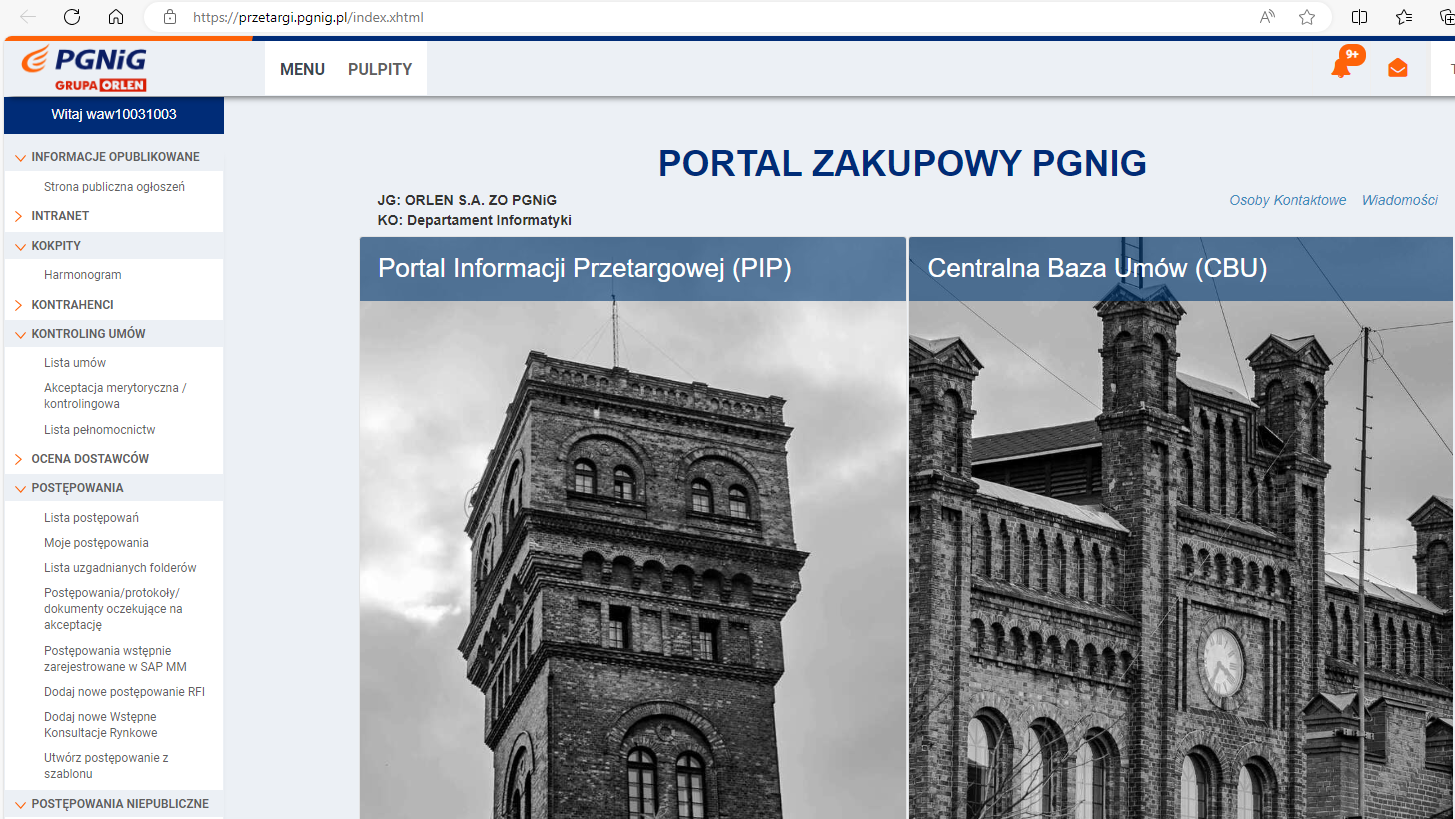 https://przetargi.pgnig.pl/index.xhtml
PGNiG
GRUPA ORLEN
MENU PULPITY
9+
Witaj waw10031003
INFORMACJE OPUBLIKOWANE
Strona publiczna ogłoszeń
INTRANET
KOKPITY
Harmonogram
KONTRAHENCI
KONTROLING UMÓW
Lista umów
Akceptacja merytoryczna /
kontrolingowa
Lista pełnomocnictw
OCENA DOSTAWCÓW
POSTĘPOWANIA
Lista postępowań
Moje postępowania
Lista uzgadnianych folderów
Postępowania/protokoły/
dokumenty oczekujące na
akceptację
Postępowania wstępnie
zarejestrowane w SAP MM
Dodaj nowe postępowanie RFI
Dodaj nowe Wstępne
Konsultacje Rynkowe
Utwórz postępowanie z
szablonu
POSTĘPOWANIA NIEPUBLICZNE
PORTAL ZAKUPOWY PGNIG
JG: ORLEN S.A. ZO PGNiG
KO: Departament Informatyki
Osoby Kontaktowe Wiadomości
Portal Informacji Przetargowej (PIP)
Centralna Baza Umów (CBU)